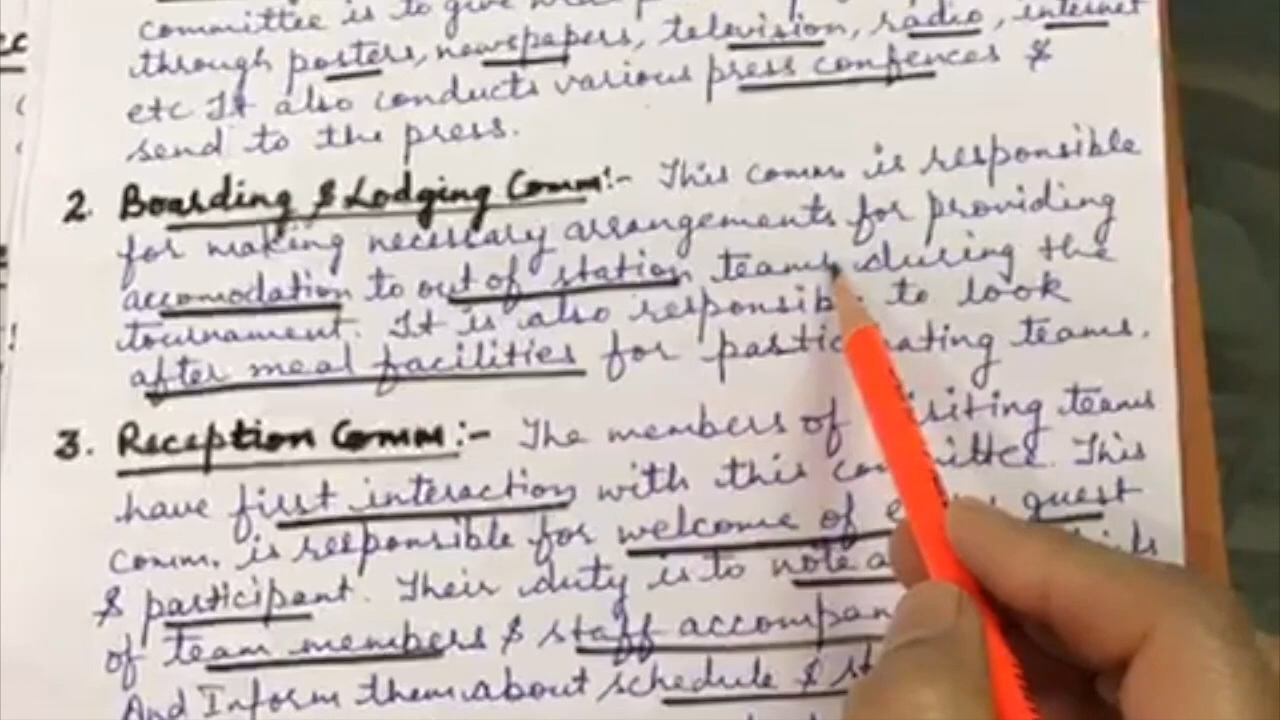 committee is to give
through posters, newspapers, television, radio, internet
etc It also conducts various press confences &
send to the press.
2. Boarding & Lodging Comm:- This comm. is responsible
for making necessary arrangements for providing
accomodation to out of station teams during the
tournament. It is also responsible to look
after meal facilities for participating teams.
3. Reception Comm:- The members of visiting teams
have first interaction with this committee. This
Comm. is responsible for welcome of guest
& participant. Their duty is to note
of team members & staff
And Inform them about schedule &